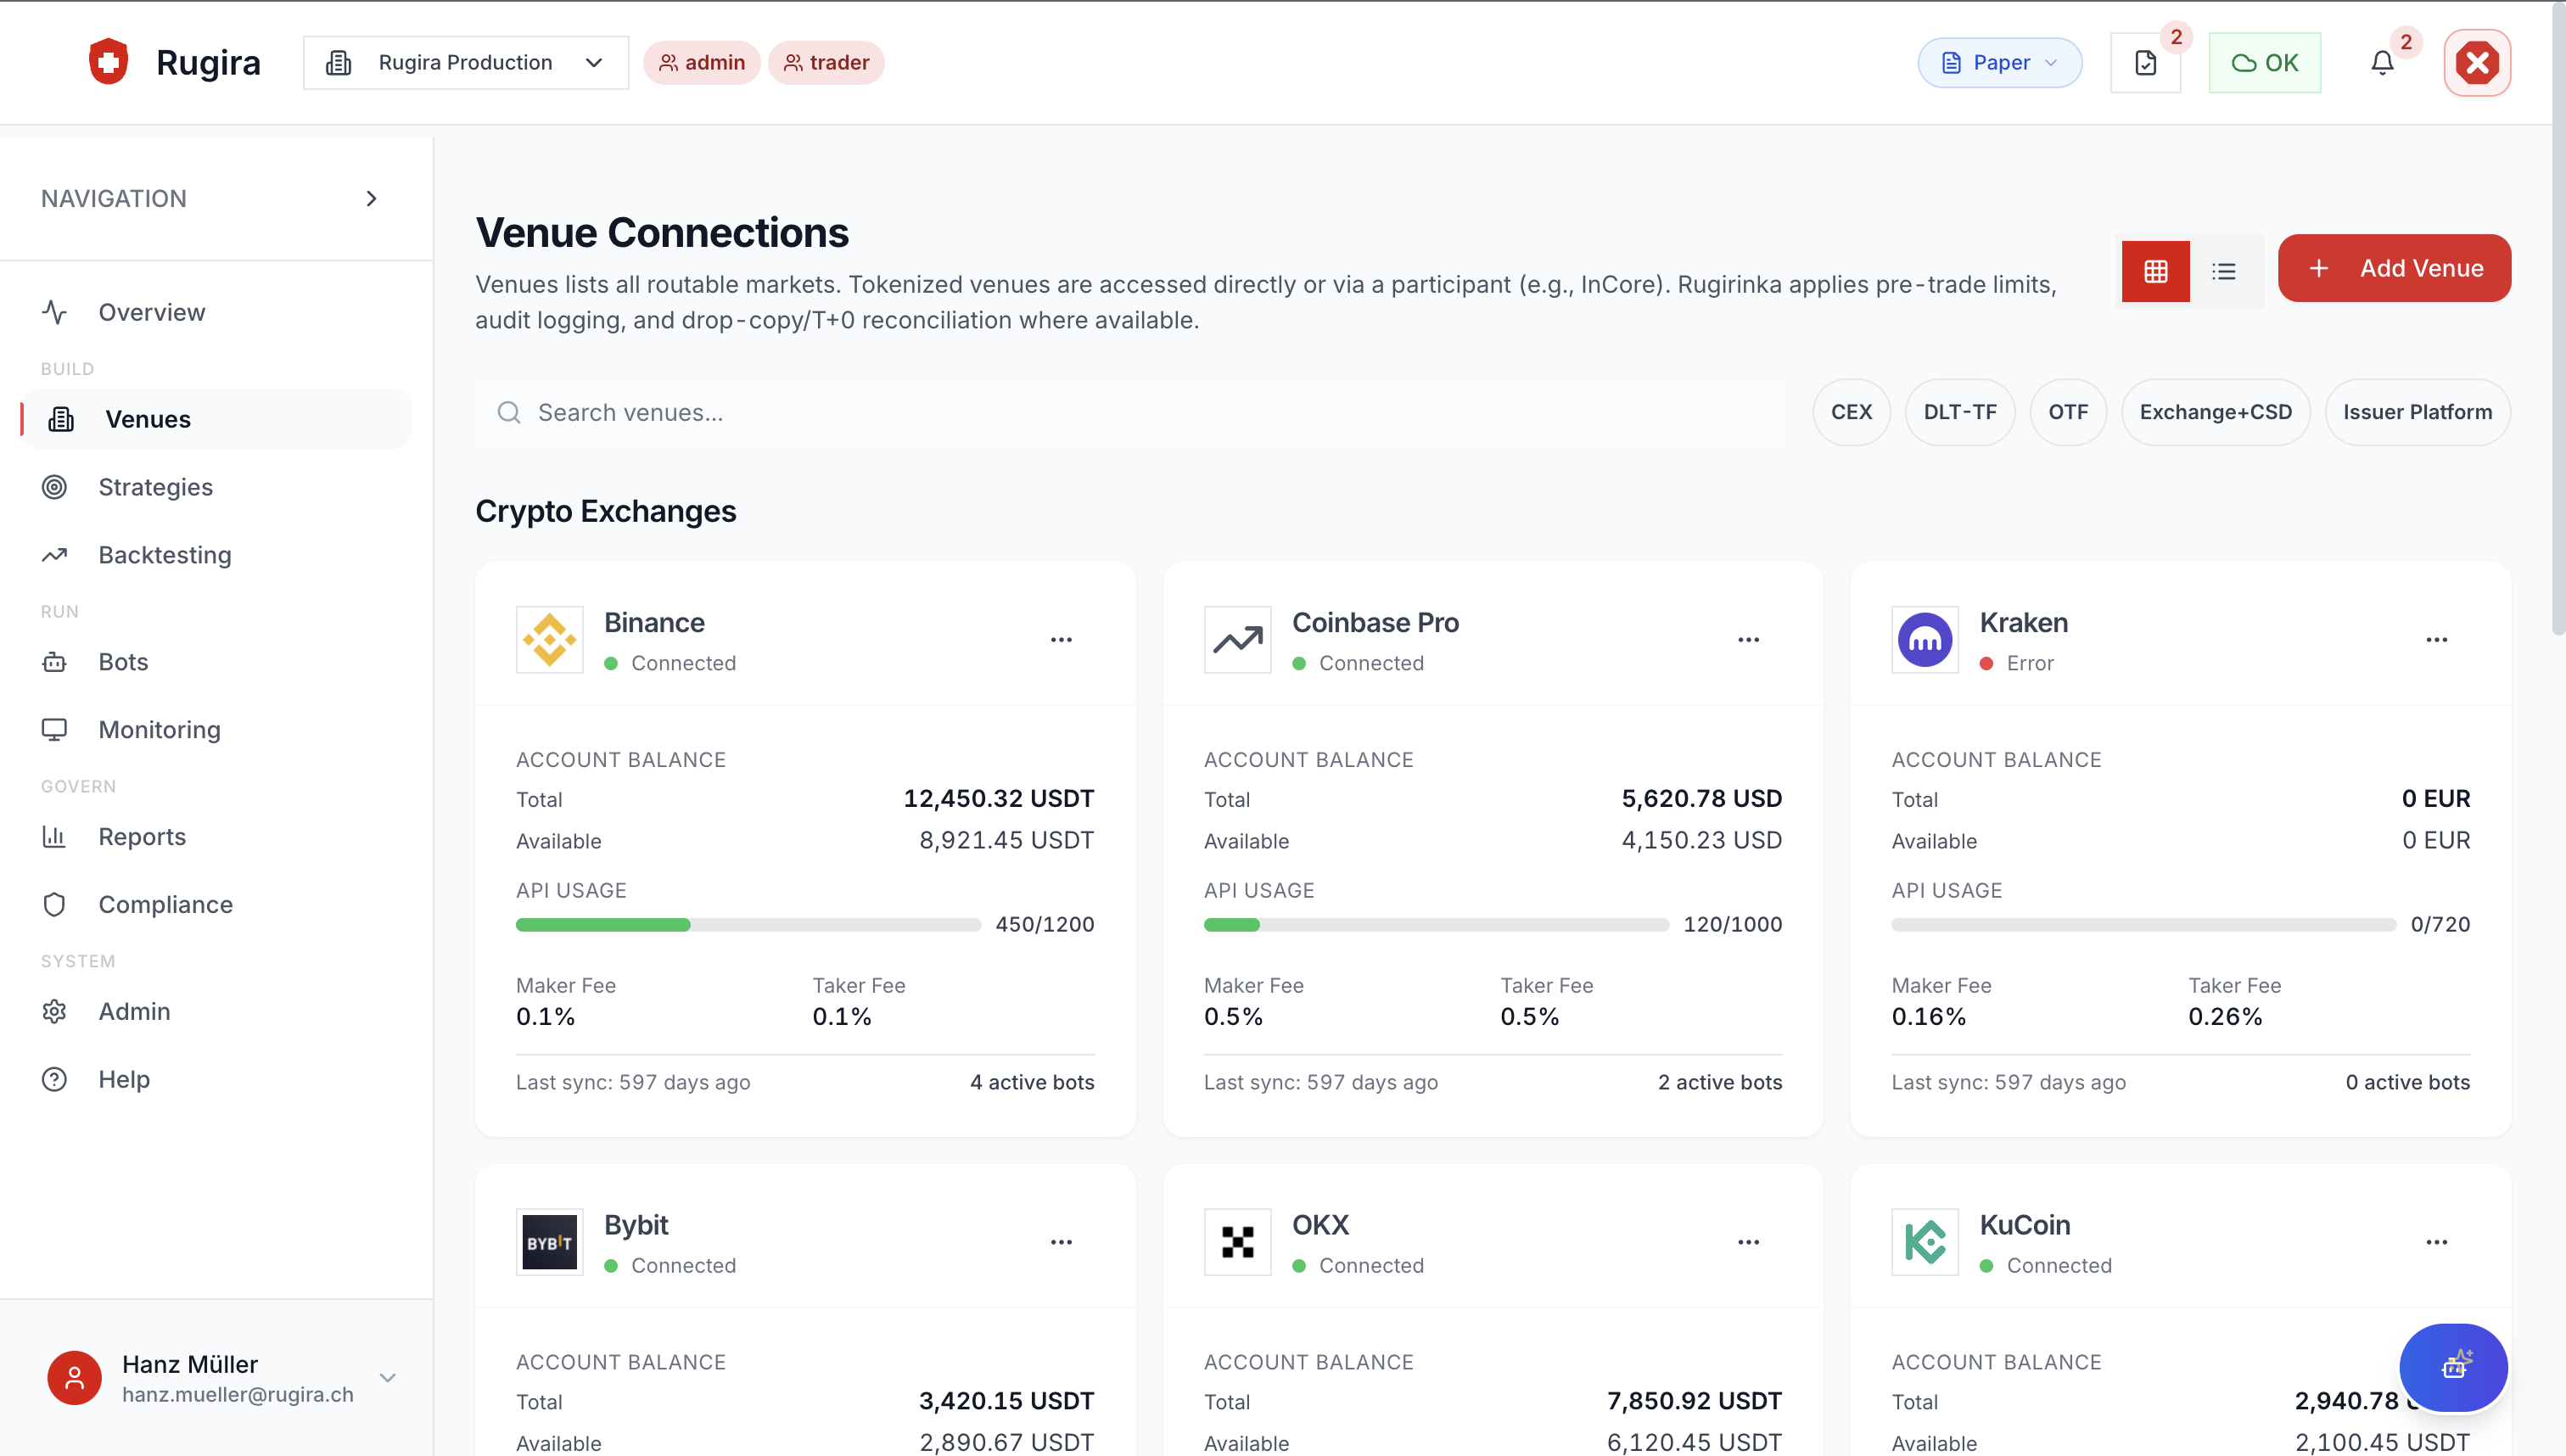 Rugira
Rugira Production
admin
trader
Paper
2
OK
2
NAVIGATION
Overview
BUILD
Venues
Strategies
Backtesting
RUN
Bots
Monitoring
GOVERN
Reports
Compliance
SYSTEM
Admin
Help
Hanz Müller
hanz.mueller@rugira.ch
Venue Connections
Venues lists all routable markets. Tokenized venues are accessed directly or via a participant (e.g., InCore). Rugirinka applies pre-trade limits,
audit logging, and drop-copy/T+0 reconciliation where available.
Add Venue
Search venues...
CEX
DLT-TF
OTF
Exchange+CSD
Issuer Platform
Crypto Exchanges
Binance
Connected
ACCOUNT BALANCE
Total 12,450.32 USDT
Available 8,921.45 USDT
API USAGE
450/1200
Maker Fee Taker Fee
0.1% 0.1%
Last sync: 597 days ago 4 active bots
Coinbase Pro
Connected
ACCOUNT BALANCE
Total 5,620.78 USD
Available 4,150.23 USD
API USAGE
120/1000
Maker Fee Taker Fee
0.5% 0.5%
Last sync: 597 days ago 2 active bots
Kraken
Error
ACCOUNT BALANCE
Total 0 EUR
Available 0 EUR
API USAGE
0/720
Maker Fee Taker Fee
0.16% 0.26%
Last sync: 597 days ago 0 active bots
BYBIT
Bybit
Connected
ACCOUNT BALANCE
Total 3,420.15 USDT
Available 2,890.67 USDT
OKX
Connected
ACCOUNT BALANCE
Total 7,850.92 USDT
Available 6,120.45 USDT
KuCoin
Connected
ACCOUNT BALANCE
Total 2,940.78
Available 2,100.45 USDT